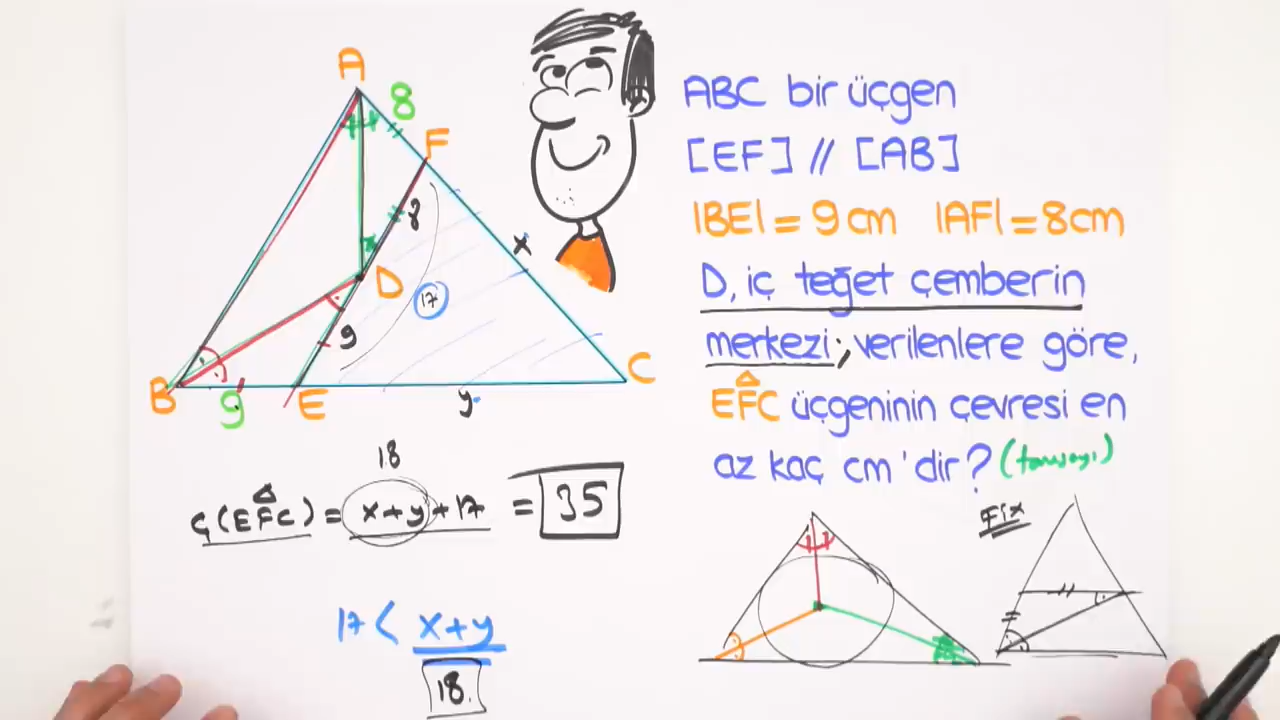 ABC bir üçgen
[EF] // [AB]
|BE| = 9 cm |AF| = 8 cm
D, iç teğet çemberin
merkezi; verilenlere göre,
EFC üçgeninin çevresi en
az kaç cm'dir? (tamsayı)
A
8
F
8
x
D
17
9
B
9
E
y
C
18
Ç(EFC) = x+y+17 = 35
17 < x+y
18
Fix